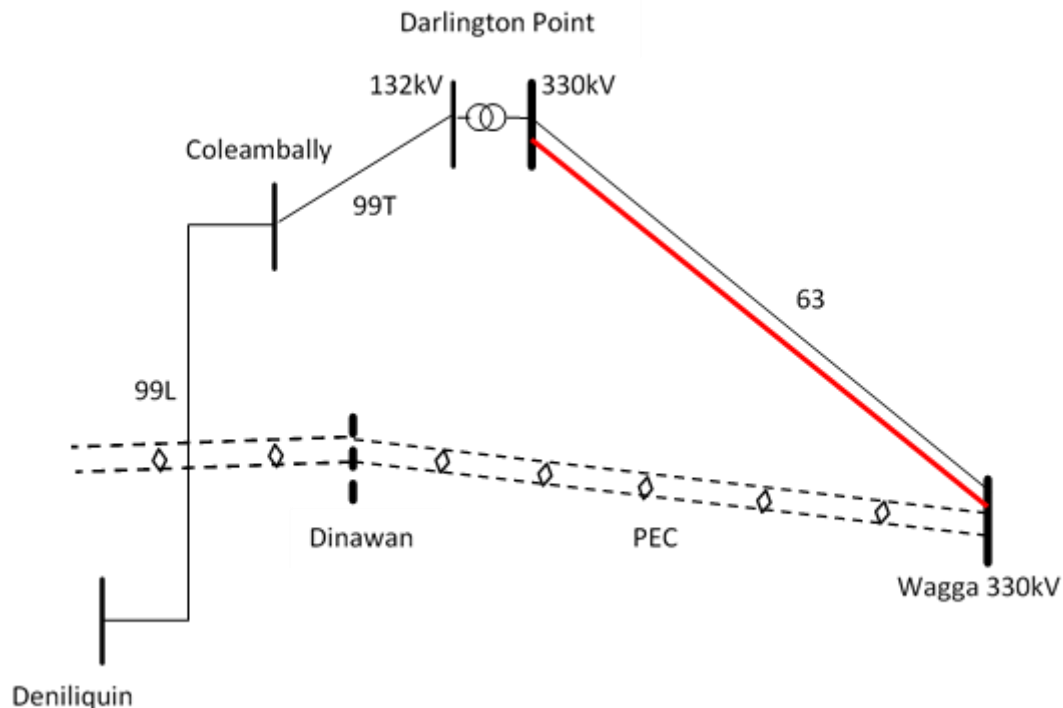 Darlington Point
132kV
330kV
Coleambally
99T
63
99L
Dinawan
PEC
Wagga 330kV
Deniliquin